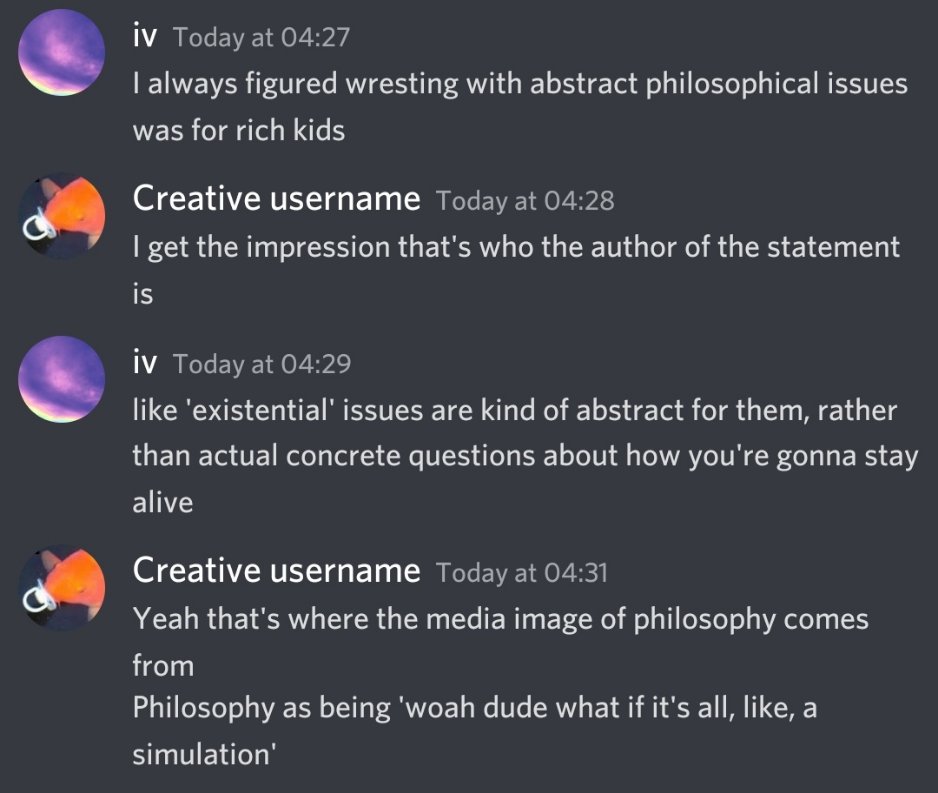 iv Today at 04:27
I always figured wresting with abstract philosophical issues
was for rich kids
Creative username Today at 04:28
I get the impression that's who the author of the statement
is
iv Today at 04:29
like 'existential' issues are kind of abstract for them, rather
than actual concrete questions about how you're gonna stay
alive
Creative username Today at 04:31
Yeah that's where the media image of philosophy comes
from
Philosophy as being 'woah dude what if it's all, like, a
simulation'